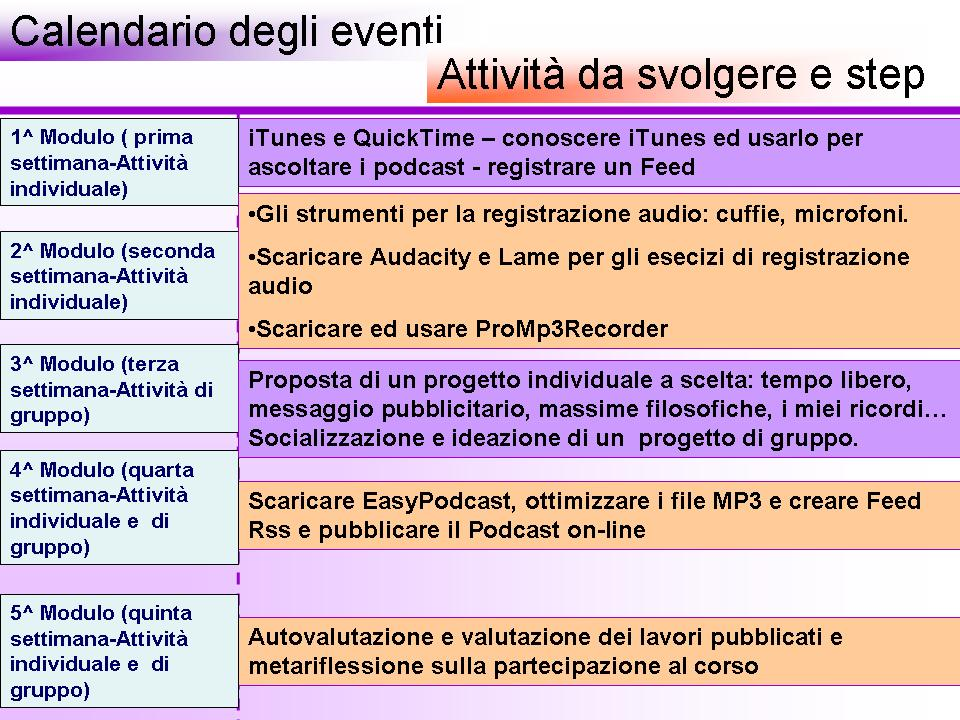 Calendario degli eventi
Attività da svolgere e step
1^ Modulo ( prima
settimana-Attività
individuale)
iTunes e QuickTime – conoscere iTunes ed usarlo per
ascoltare i podcast - registrare un Feed
2^ Modulo (seconda
settimana-Attività
individuale)
•Gli strumenti per la registrazione audio: cuffie, microfoni.
•Scaricare Audacity e Lame per gli esecizi di registrazione
audio
•Scaricare ed usare ProMp3Recorder
3^ Modulo (terza
settimana-Attività di
gruppo)
Proposta di un progetto individuale a scelta: tempo libero,
messaggio pubblicitario, massime filosofiche, i miei ricordi…
Socializzazione e ideazione di un  progetto di gruppo.
4^ Modulo (quarta
settimana-Attività
individuale e  di
gruppo)
Scaricare EasyPodcast, ottimizzare i file MP3 e creare Feed
Rss e pubblicare il Podcast on-line
5^ Modulo (quinta
settimana-Attività
individuale e  di
gruppo)
Autovalutazione e valutazione dei lavori pubblicati e
metariflessione sulla partecipazione al corso